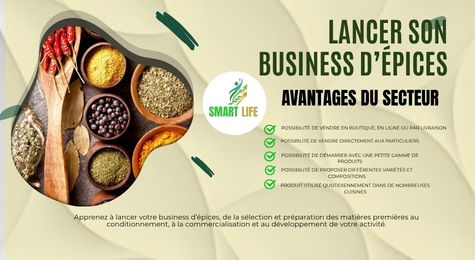 LANCER SON
BUSINESS D'ÉPICES
AVANTAGES DU SECTEUR
SMART LIFE
POSSIBILITÉ DE VENDRE EN BOUTIQUE, EN LIGNE OU PAR LIVRAISON
POSSIBILITÉ DE VENDRE DIRECTEMENT AUX PARTICULIERS
POSSIBILITÉ DE DÉMARRER AVEC UNE PETITE GAMME DE
PRODUITS
POSSIBILITÉ DE PROPOSER DIFFÉRENTES VARIÉTÉS ET
COMPOSITIONS
PRODUIT UTILISÉ QUOTIDIENNEMENT DANS DE NOMBREUSES
CUISINES
Apprenez à lancer votre business d'épices, de la sélection et préparation des matières premières au
conditionnement, à la commercialisation et au développement de votre activité.